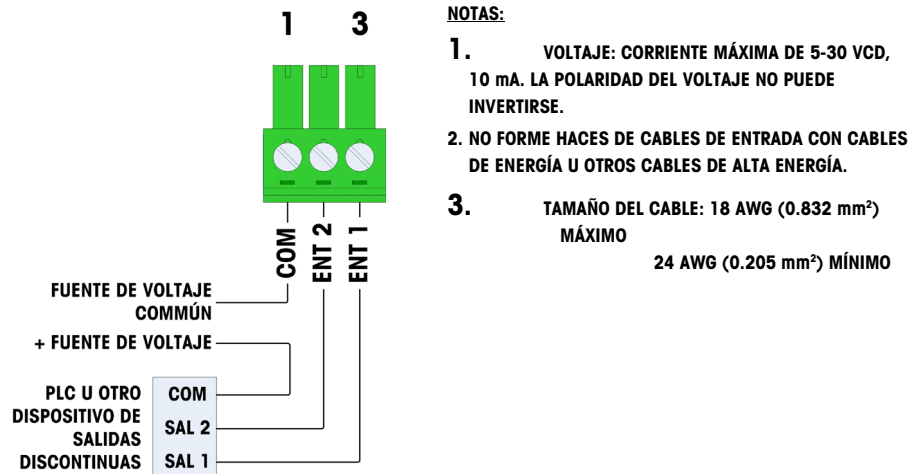 1 3
COM
ENT 2
ENT 1
FUENTE DE VOLTAJE
COMMÚN
+ FUENTE DE VOLTAJE
PLC U OTRO
DISPOSITIVO DE
SALIDAS
DISCONTINUAS
COM
SAL 2
SAL 1
NOTAS:
1. VOLTAJE: CORRIENTE MÁXIMA DE 5-30 VCD,
10 mA. LA POLARIDAD DEL VOLTAJE NO PUEDE
INVERTIRSE.
2. NO FORME HACES DE CABLES DE ENTRADA CON CABLES
DE ENERGÍA U OTROS CABLES DE ALTA ENERGÍA.
3. TAMAÑO DEL CABLE: 18 AWG (0.832 mm²)
MÁXIMO
24 AWG (0.205 mm²) MÍNIMO